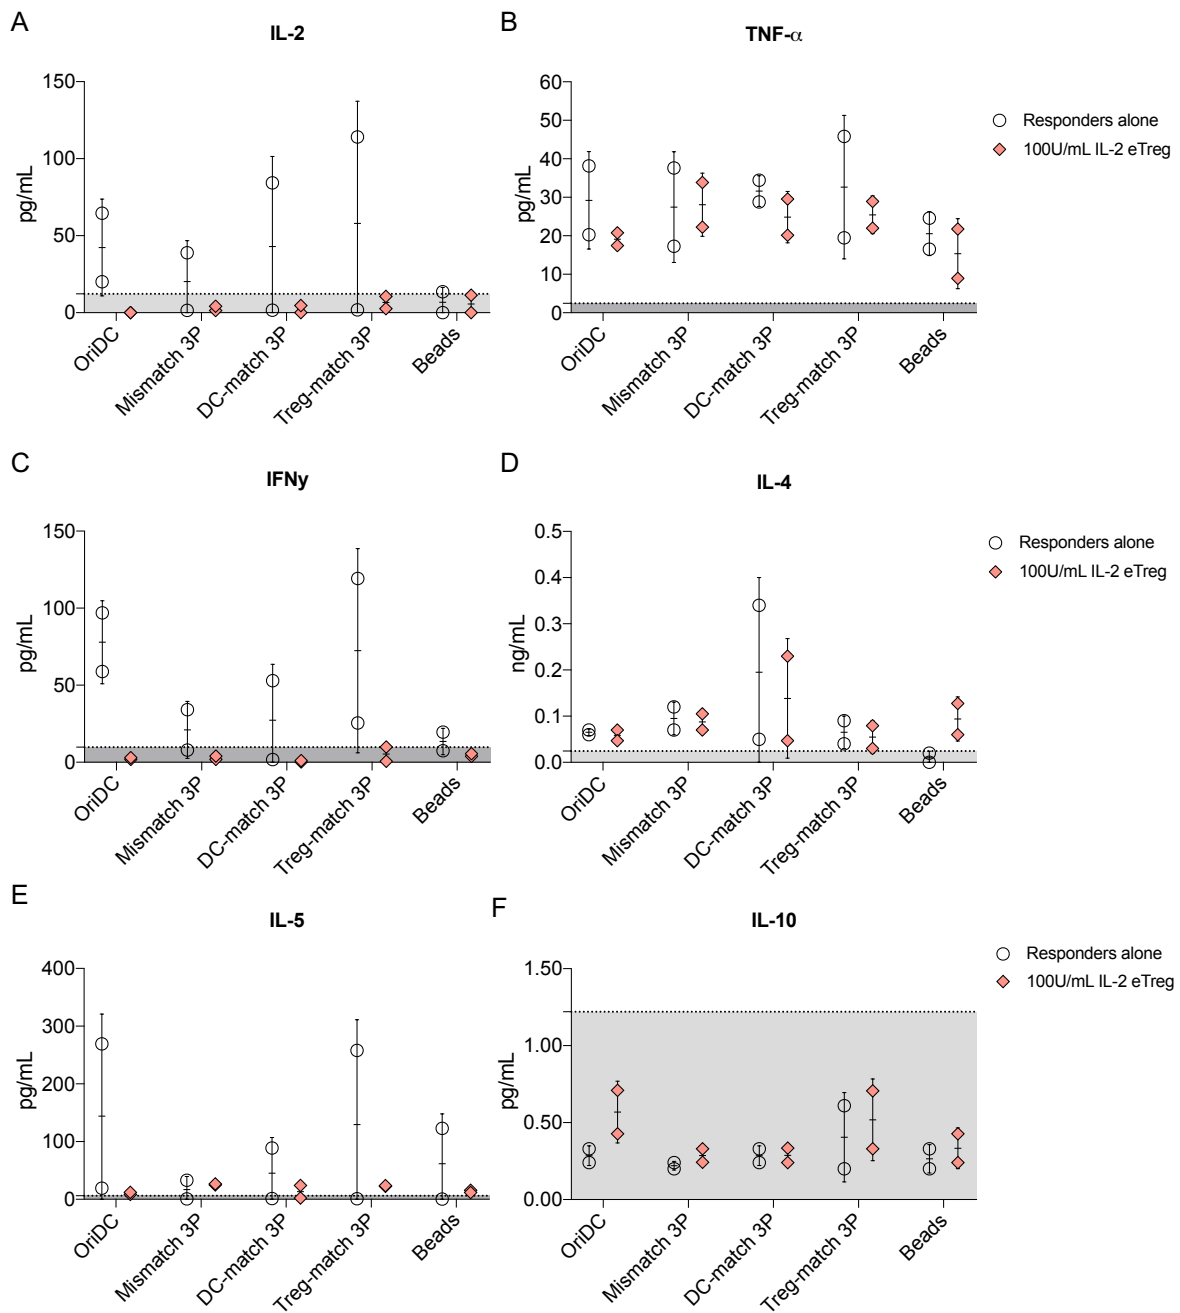 A
IL-2
150
100
50
0
pg/mL
OriDC
Mismatch 3P
DC-match 3P
Treg-match 3P
Beads
B
TNF-α
60
50
40
30
20
10
0
pg/mL
OriDC
Mismatch 3P
DC-match 3P
Treg-match 3P
Beads
Responders alone
100U/mL IL-2 eTreg
C
IFNy
150
100
50
0
pg/mL
OriDC
Mismatch 3P
DC-match 3P
Treg-match 3P
Beads
D
IL-4
0.5
0.4
0.3
0.2
0.1
0.0
ng/mL
OriDC
Mismatch 3P
DC-match 3P
Treg-match 3P
Beads
Responders alone
100U/mL IL-2 eTreg
E
IL-5
400
300
200
100
0
pg/mL
OriDC
Mismatch 3P
DC-match 3P
Treg-match 3P
Beads
F
IL-10
1.50
1.00
0.50
0.00
ng/mL
OriDC
Mismatch 3P
DC-match 3P
Treg-match 3P
Beads
Responders alone
100U/mL IL-2 eTreg